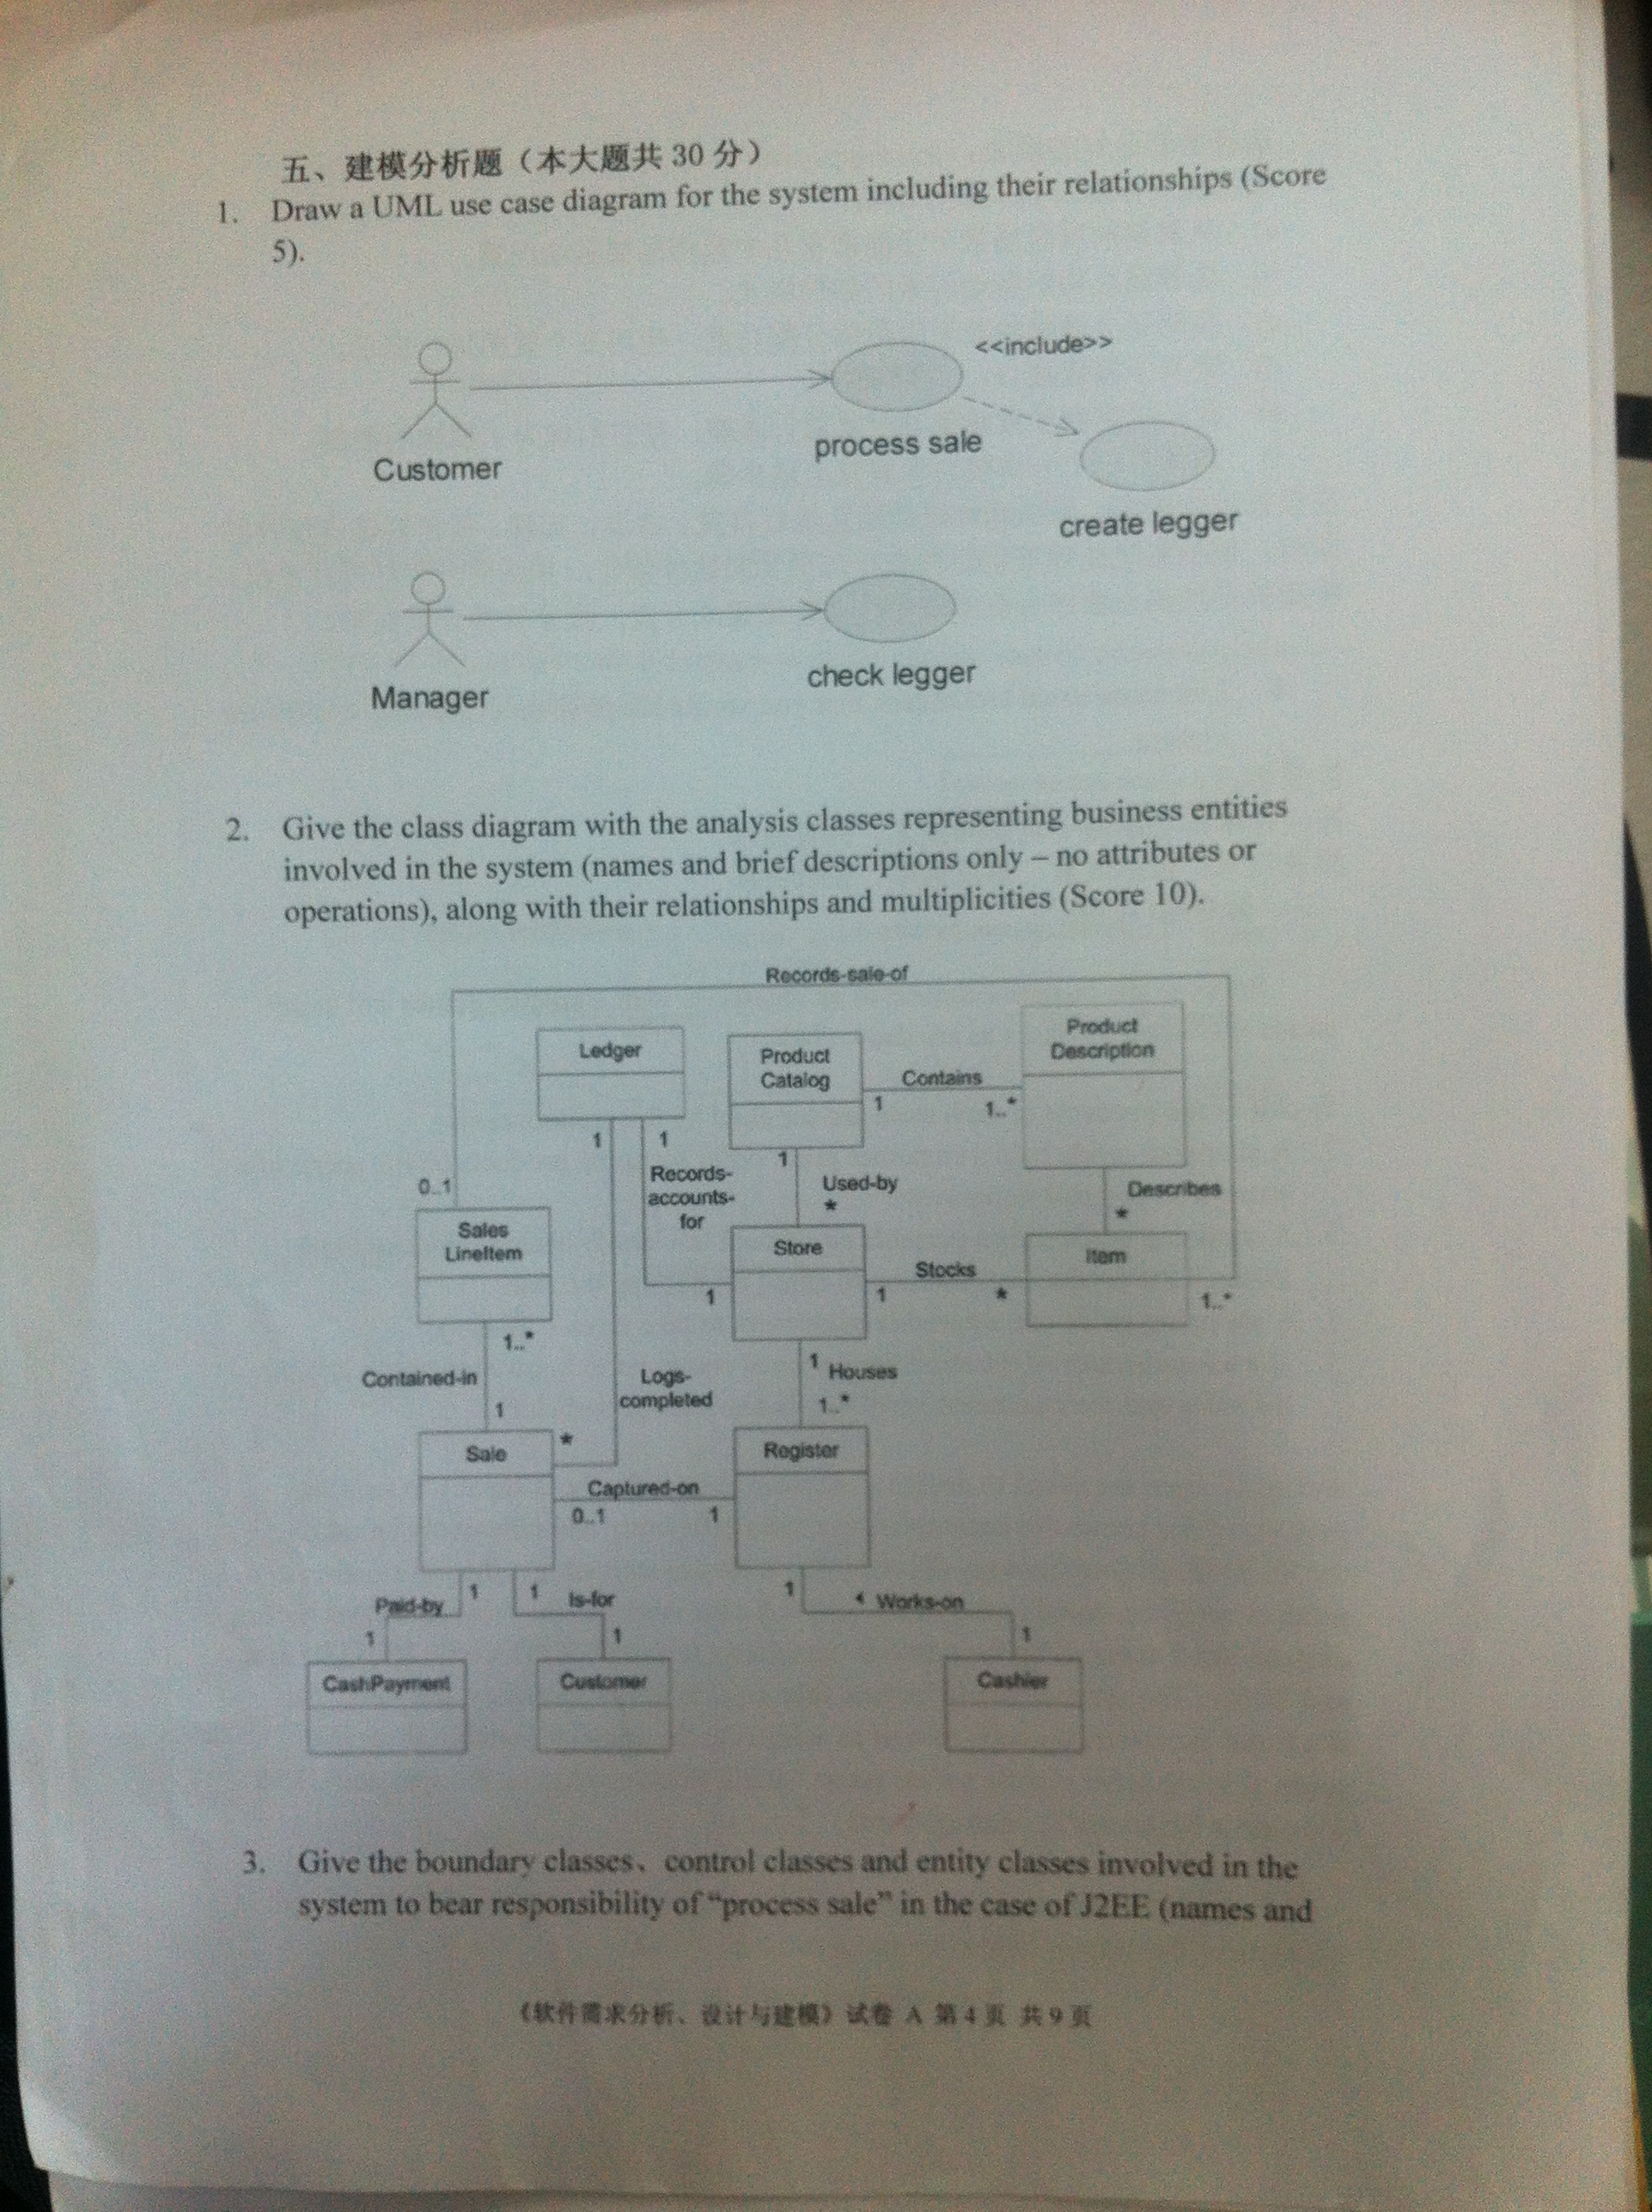 五、建模分析题（本大题共 30 分）
1. Draw a UML use case diagram for the system including their relationships (Score
5).
<<include>>
process sale
Customer
create legger
check legger
Manager
2. Give the class diagram with the analysis classes representing business entities
involved in the system (names and brief descriptions only – no attributes or
operations), along with their relationships and multiplicities (Score 10).
Records-sale-of
Ledger
Product
Catalog
Product
Description
Contains
1
1..*
1
1
1
Records-
accounts-
for
Used-by
*
Describes
*
0..1
Sales
LineItem
Store
Item
Stocks
1
1
*
1..*
1..*
Contained-in
1
Logs-
completed
1
Houses
1..*
*
Sale
Register
Captured-on
0..1
1
Paid-by
1
1
Is-for
1
Works-on
1
1
1
CashPayment
Customer
Cashier
3. Give the boundary classes、control classes and entity classes involved in the
system to bear responsibility of “process sale” in the case of J2EE (names and
《软件需求分析、设计与建模》试卷 A 第 4 页 共 9 页